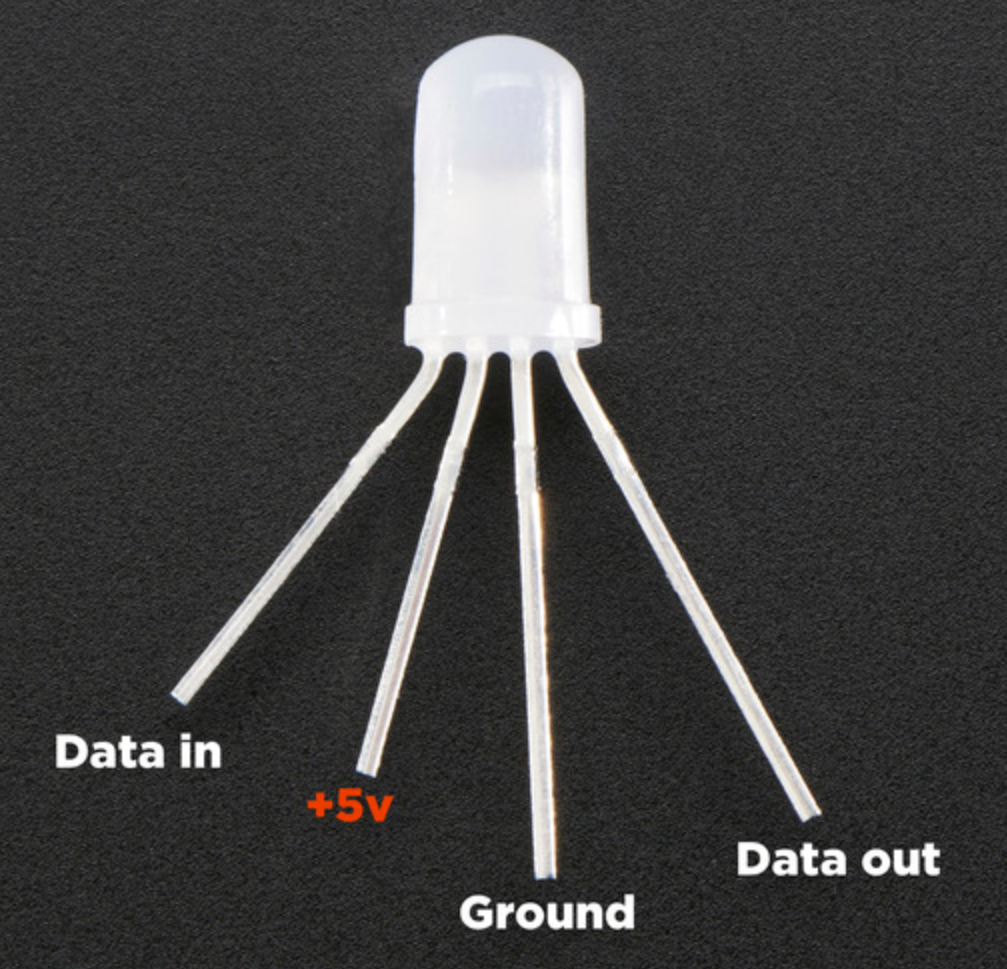 Data in
+5v
Ground
Data out